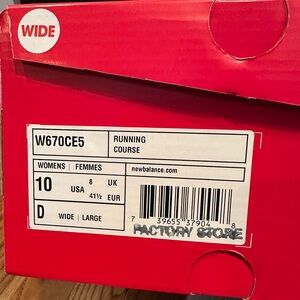 WIDE
W670CE5
RUNNING
COURSE
WOMENS | FEMMES
newbalance.com
10 USA 8 UK
41½ EUR
D WIDE | LARGE
7 39655 37904 8
FACTORY STORE